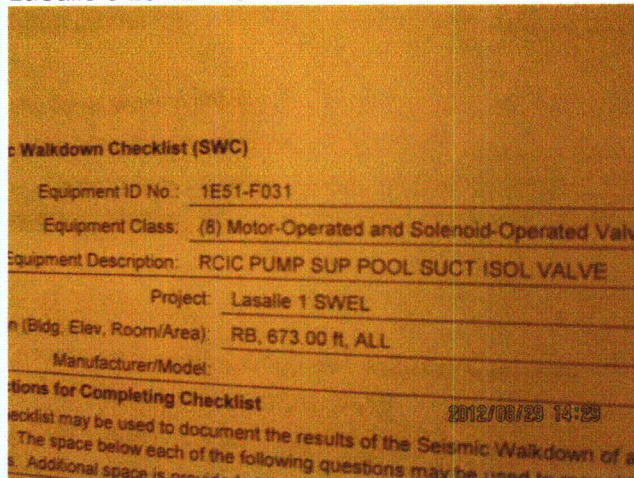 c Walkdown Checklist (SWC)
Equipment ID No.: 1E51-F031
Equipment Class: (8) Motor-Operated and Solenoid-Operated Valv
Equipment Description: RCIC PUMP SUP POOL SUCT ISOL VALVE
Project: Lasalle 1 SWEL
n (Bldg, Elev, Room/Area): RB, 673.00 ft, ALL
Manufacturer/Model:
ctions for Completing Checklist
2012/08/29 14:29
ecklist may be used to document the results of the Seismic Walkdown of a
The space below each of the following questions may be used to
s. Additional space is